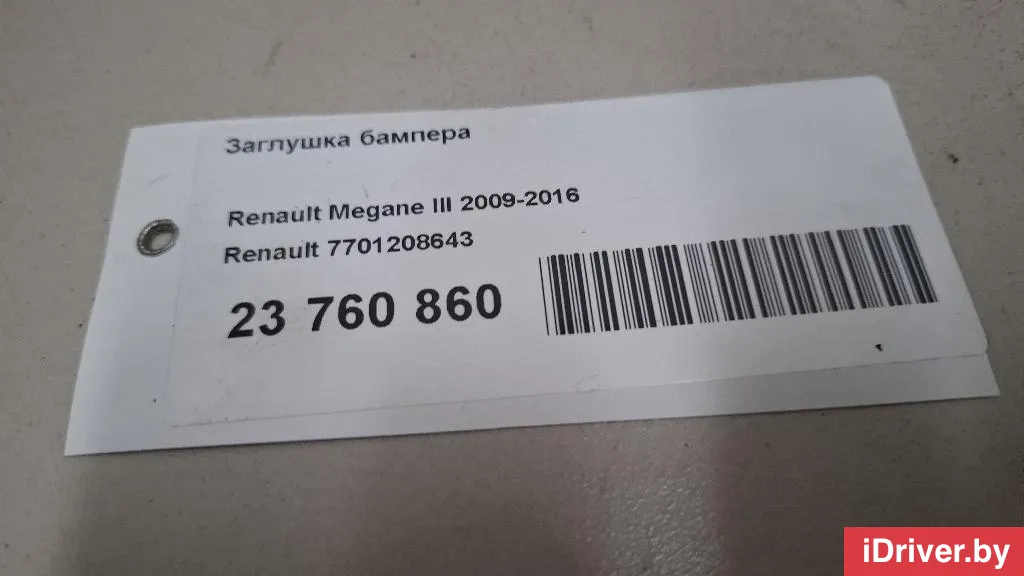 Заглушка бампера
Renault Megane III 2009-2016
Renault 7701208643
23 760 860
iDriver.by